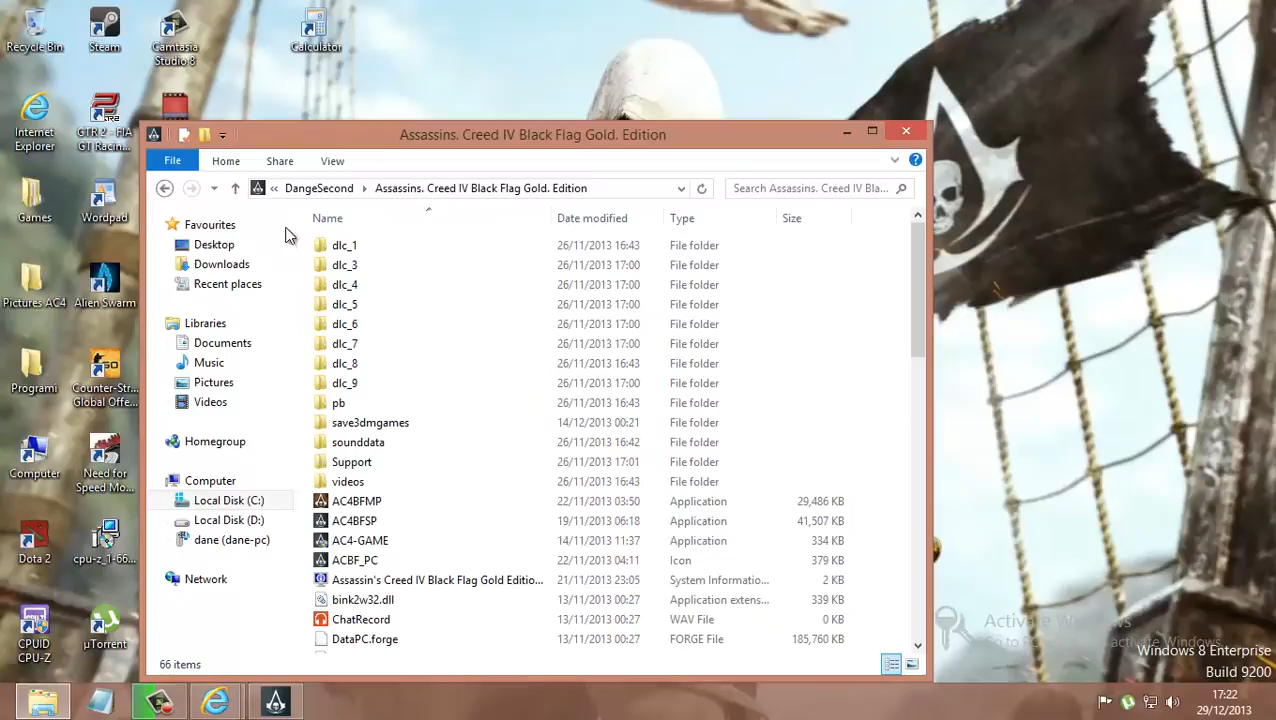 Recycle Bin
Steam
Camtasia
Studio 8
Calculator
Internet
Explorer
GTR 2 - FIA
GT Racin...
Games
Wordpad
Pictures AC4
Alien Swarm
Programi
Counter-Str...
Global Offe...
Computer
Need for
Speed Mo...
Dota 2
cpu-z_1-66...
CPUID
CPU-Z
µTorrent
Assassins. Creed IV Black Flag Gold. Edition
File
Home
Share
View
« DangeSecond
Assassins. Creed IV Black Flag Gold. Edition
Search Assassins. Creed IV Bla...
Favourites
Desktop
Downloads
Recent places
Libraries
Documents
Music
Pictures
Videos
Homegroup
Computer
Local Disk (C:)
Local Disk (D:)
dane (dane-pc)
Network
Name Date modified Type Size
dlc_1 26/11/2013 16:43 File folder
dlc_3 26/11/2013 17:00 File folder
dlc_4 26/11/2013 17:00 File folder
dlc_5 26/11/2013 17:00 File folder
dlc_6 26/11/2013 17:00 File folder
dlc_7 26/11/2013 17:00 File folder
dlc_8 26/11/2013 16:43 File folder
dlc_9 26/11/2013 17:00 File folder
pb 26/11/2013 16:43 File folder
save3dmgames 14/12/2013 00:21 File folder
sounddata 26/11/2013 16:42 File folder
Support 26/11/2013 17:01 File folder
videos 26/11/2013 16:43 File folder
AC4BFMP 22/11/2013 03:50 Application 29,486 KB
AC4BFSP 19/11/2013 06:18 Application 41,507 KB
AC4-GAME 14/11/2013 11:37 Application 334 KB
ACBF_PC 22/11/2013 04:11 Icon 379 KB
Assassin's Creed IV Black Flag Gold Editio... 21/11/2013 23:05 System Informatio... 2 KB
bink2w32.dll 13/11/2013 00:27 Application extens... 339 KB
ChatRecord 13/11/2013 00:27 WAV File 0 KB
DataPC.forge 13/11/2013 00:27 FORGE File 185,760 KB
66 items
Activate Windows
Go to PC settings to activate Windows.
Windows 8 Enterprise
Build 9200
17:22
29/12/2013